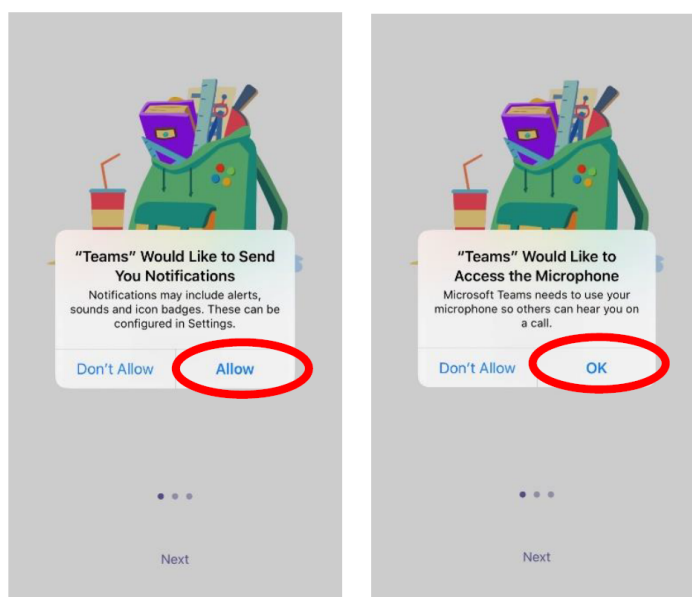 “Teams” Would Like to Send
You Notifications
Notifications may include alerts,
sounds and icon badges. These can be
configured in Settings.
Don’t Allow
Allow
Next
“Teams” Would Like to
Access the Microphone
Microsoft Teams needs to use your
microphone so others can hear you on
a call.
Don’t Allow
OK
Next